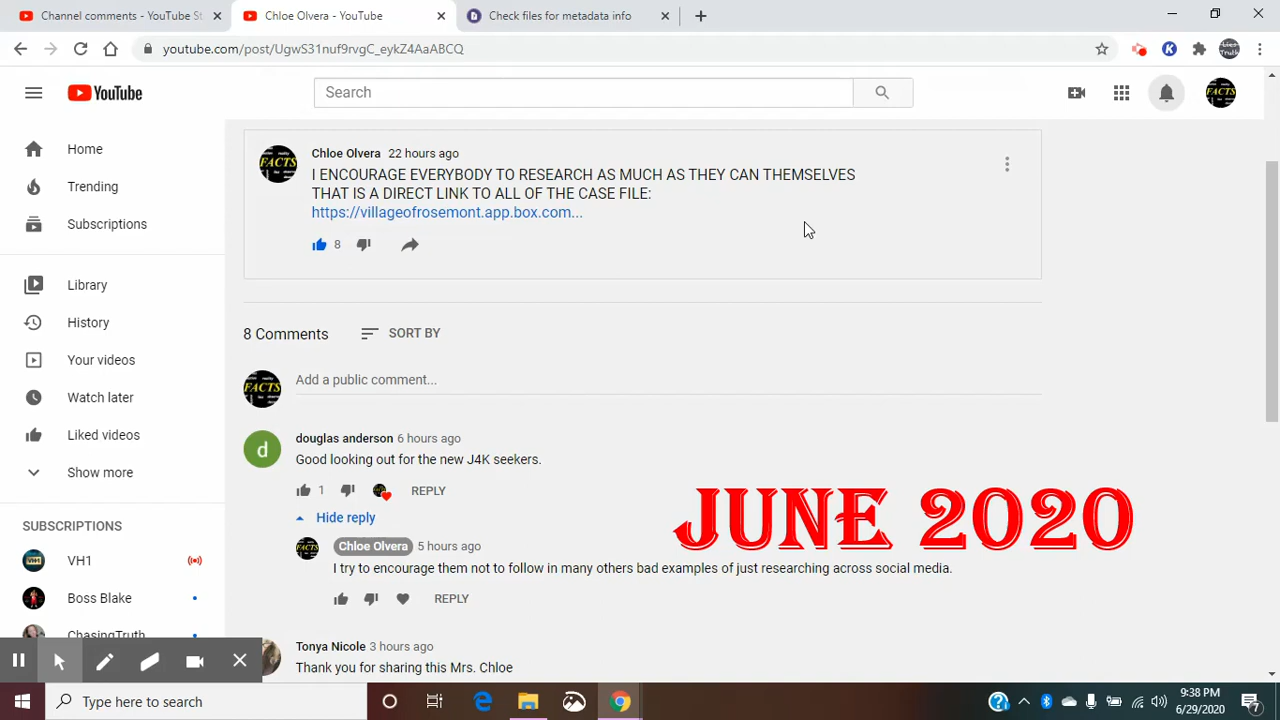 Channel comments - YouTube St
Chloe Olvera - YouTube
Check files for metadata info
youtube.com/post/UgwS31nuf9rvgC_eykZ4AaABCQ
YouTube
Search
FACTS
Home
Trending
Subscriptions
Library
History
Your videos
Watch later
Liked videos
Show more
SUBSCRIPTIONS
VH1
Boss Blake
ChasingTruth
FACTS
Chloe Olvera 22 hours ago
I ENCOURAGE EVERYBODY TO RESEARCH AS MUCH AS THEY CAN THEMSELVES
THAT IS A DIRECT LINK TO ALL OF THE CASE FILE:
https://villageofrosemont.app.box.com...
8
8 Comments SORT BY
FACTS
Add a public comment...
d
douglas anderson 6 hours ago
Good looking out for the new J4K seekers.
1 REPLY
Hide reply
FACTS
Chloe Olvera 5 hours ago
I try to encourage them not to follow in many others bad examples of just researching across social media.
REPLY
Tonya Nicole 3 hours ago
Thank you for sharing this Mrs. Chloe
JUNE 2020
Type here to search
9:38 PM
6/29/2020
7